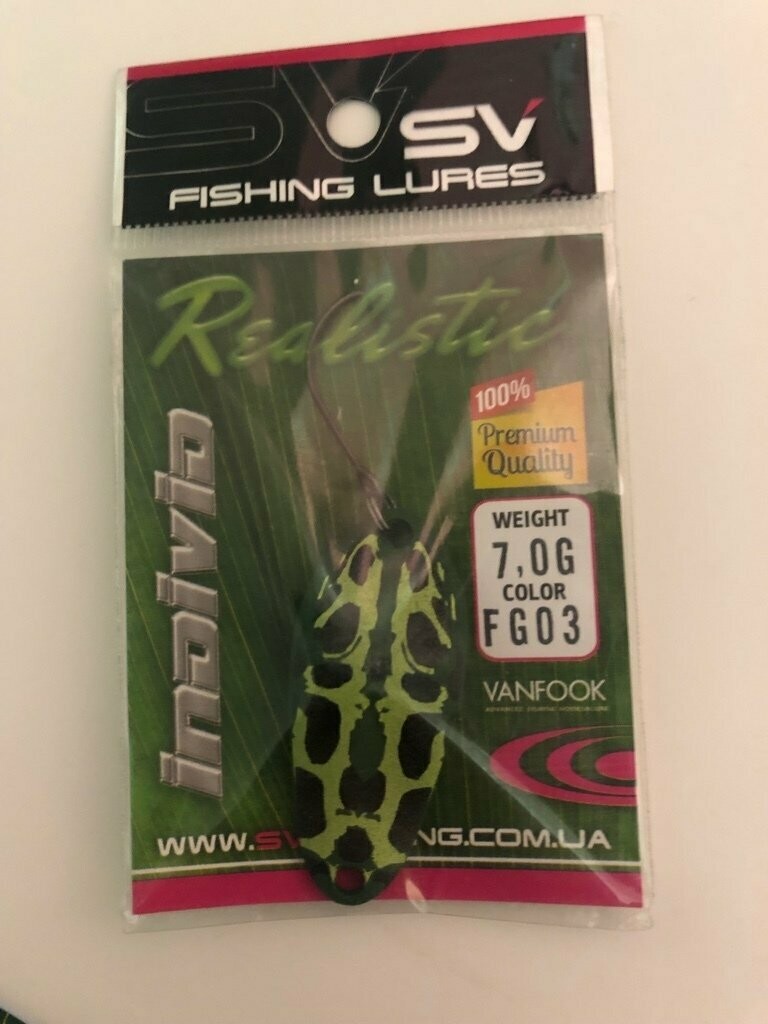 SV
SV
FISHING LURES
Realistic
INDIVID
100%
Premium
Quality
WEIGHT
7,0G
COLOR
FG03
VANFOOK
WWW.SV NG.COM.UA